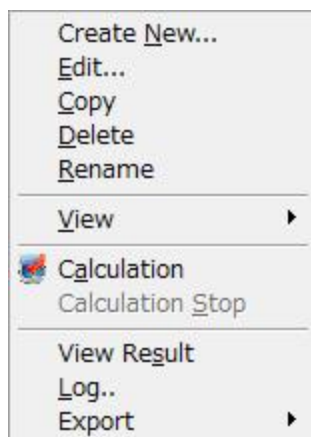 Create New...
Edit...
Copy
Delete
Rename
View
Calculation
Calculation Stop
View Result
Log..
Export